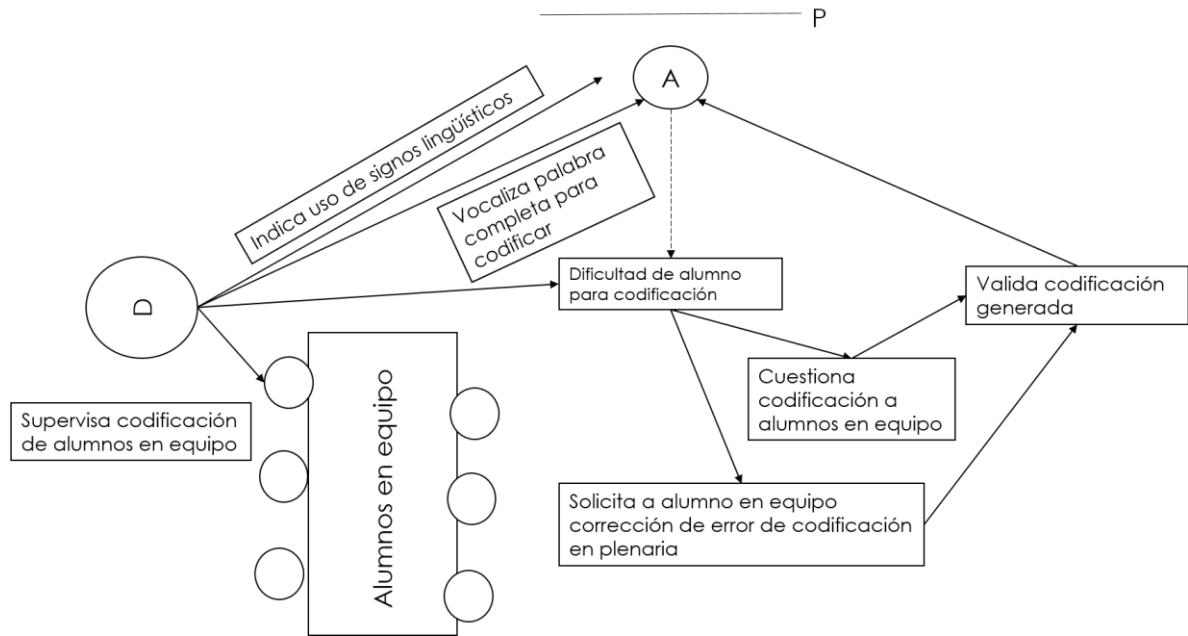 P
A
Indica uso de signos lingüísticos
Vocaliza palabra
completa para
codificar
D
Dificultad de alumno
para codificación
Valida codificación
generada
Cuestiona
codificación a
alumnos en equipo
Supervisa codificación
de alumnos en equipo
Alumnos en equipo
Solicita a alumno en equipo
corrección de error de codificación
en plenaria